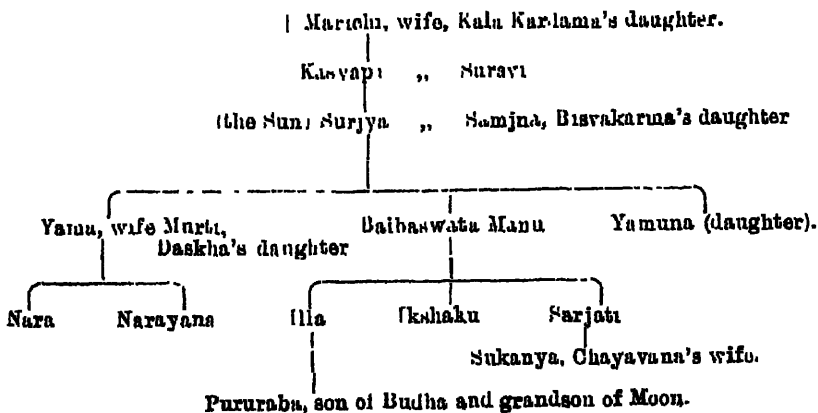 Marichi, wife, Kala Kardama's daughter.
Kasyapa „ Suravi
(the Sun) Surjya „ Samjna, Bisvakarma's daughter
Yama, wife Murti, Baibaswata Manu Yamuna (daughter).
Daskha's daughter
Nara Narayana Illa Ikshaku Sarjati
Sukanya, Chayavana's wife.
Pururaba, son of Budha and grandson of Moon.